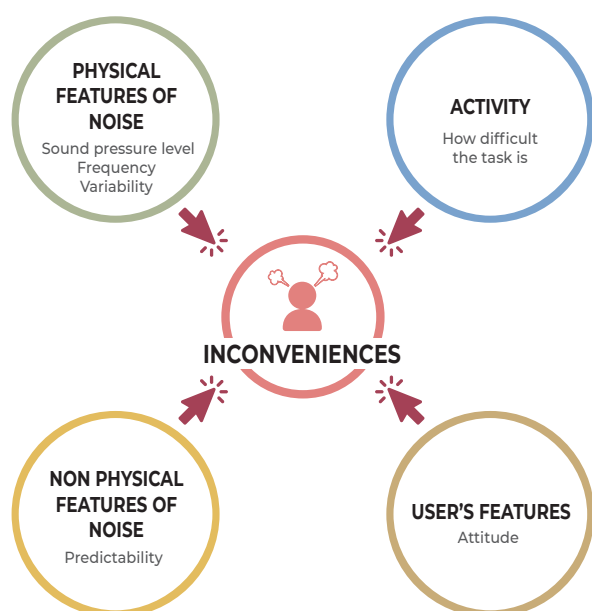 PHYSICAL
FEATURES OF
NOISE
Sound pressure level
Frequency
Variability
ACTIVITY
How difficult
the task is
INCONVENIENCES
NON PHYSICAL
FEATURES OF
NOISE
Predictability
USER'S FEATURES
Attitude